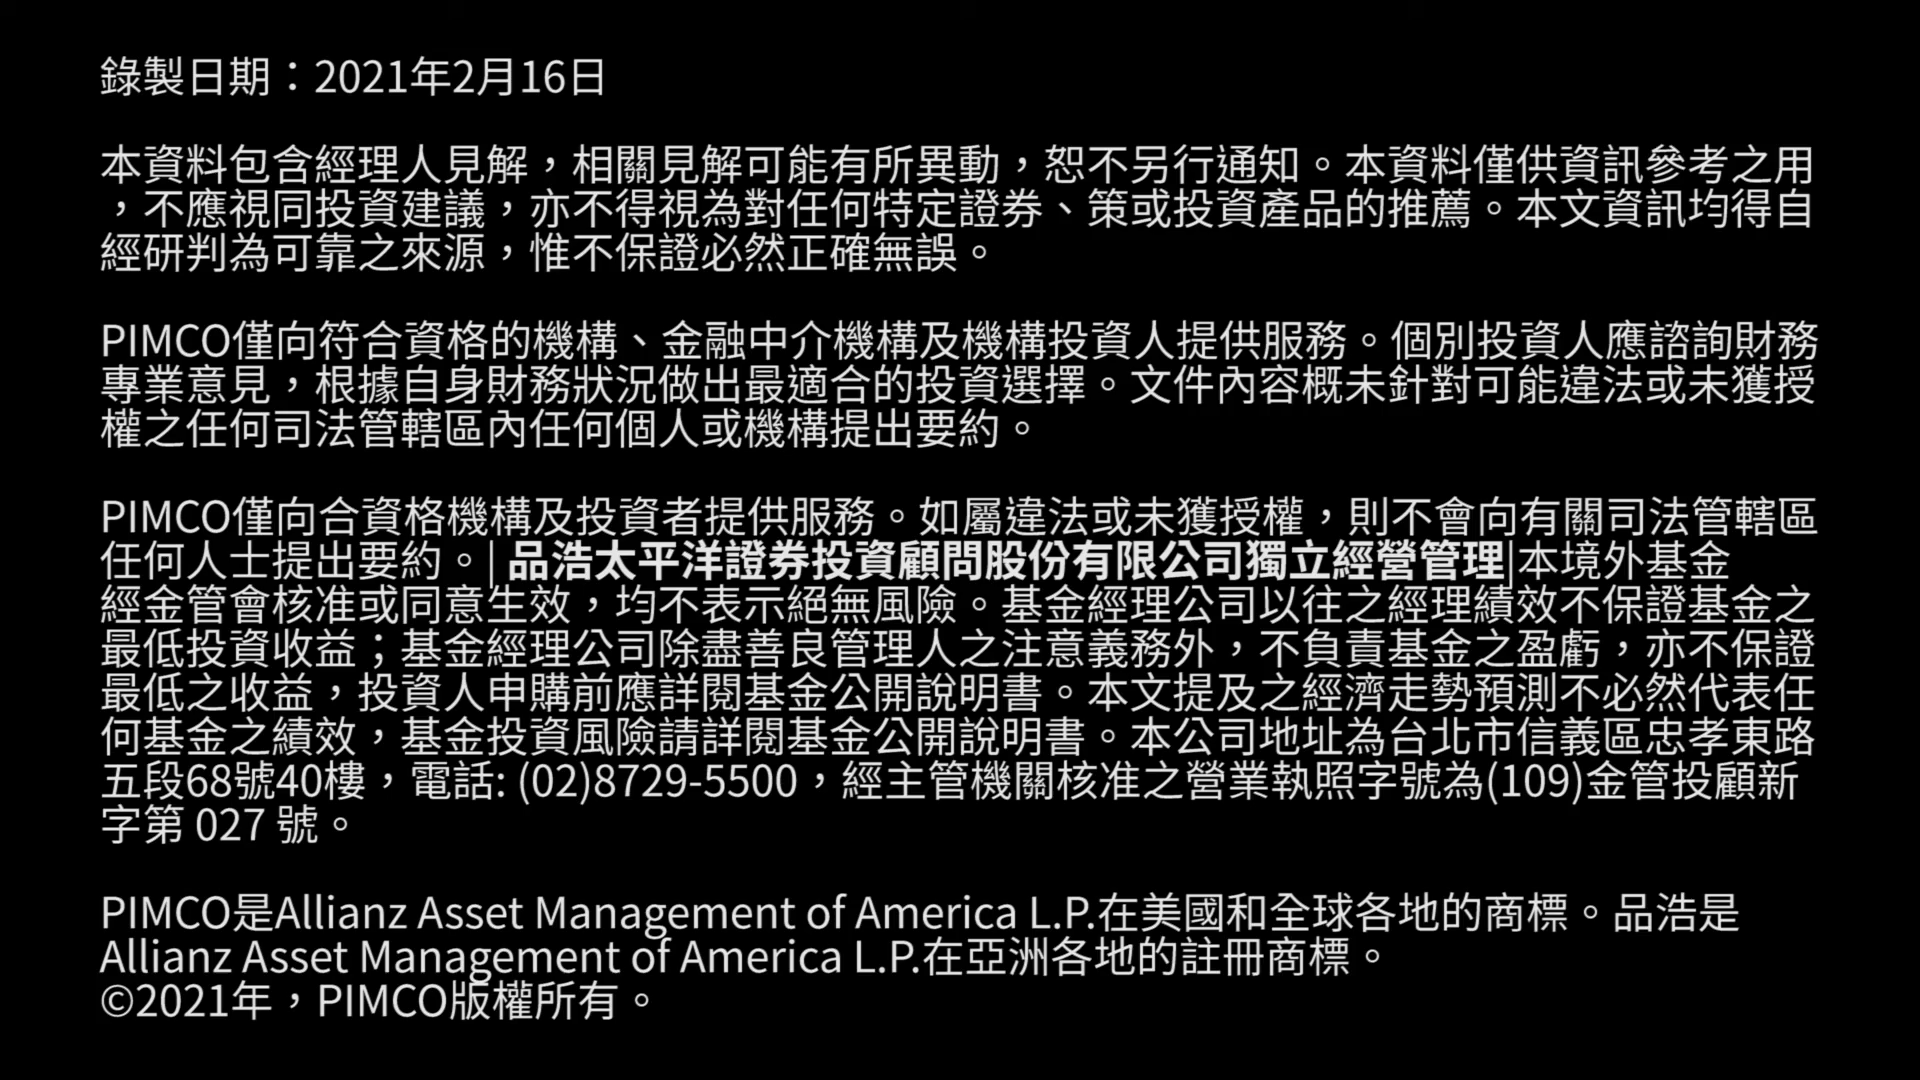 錄製日期：2021年2月16日
本資料包含經理人見解，相關見解可能有所異動，恕不另行通知。本資料僅供資訊參考之用
，不應視同投資建議，亦不得視為對任何特定證券、策或投資產品的推薦。本文資訊均得自
經研判為可靠之來源，惟不保證必然正確無誤。
PIMCO僅向符合資格的機構、金融中介機構及機構投資人提供服務。個別投資人應諮詢財務
專業意見，根據自身財務狀況做出最適合的投資選擇。文件內容概未針對可能違法或未獲授
權之任何司法管轄區內任何個人或機構提出要約。
PIMCO僅向合資格機構及投資者提供服務。如屬違法或未獲授權，則不會向有關司法管轄區
任何人士提出要約。| 品浩太平洋證券投資顧問股份有限公司獨立經營管理|本境外基金
經金管會核准或同意生效，均不表示絕無風險。基金經理公司以往之經理績效不保證基金之
最低投資收益；基金經理公司除盡善良管理人之注意義務外，不負責基金之盈虧，亦不保證
最低之收益，投資人申購前應詳閱基金公開說明書。本文提及之經濟走勢預測不必然代表任
何基金之績效，基金投資風險請詳閱基金公開說明書。本公司地址為台北市信義區忠孝東路
五段68號40樓，電話: (02)8729-5500，經主管機關核准之營業執照字號為(109)金管投顧新
字第 027 號。
PIMCO是Allianz Asset Management of America L.P.在美國和全球各地的商標。品浩是
Allianz Asset Management of America L.P.在亞洲各地的註冊商標。
©2021年，PIMCO版權所有。